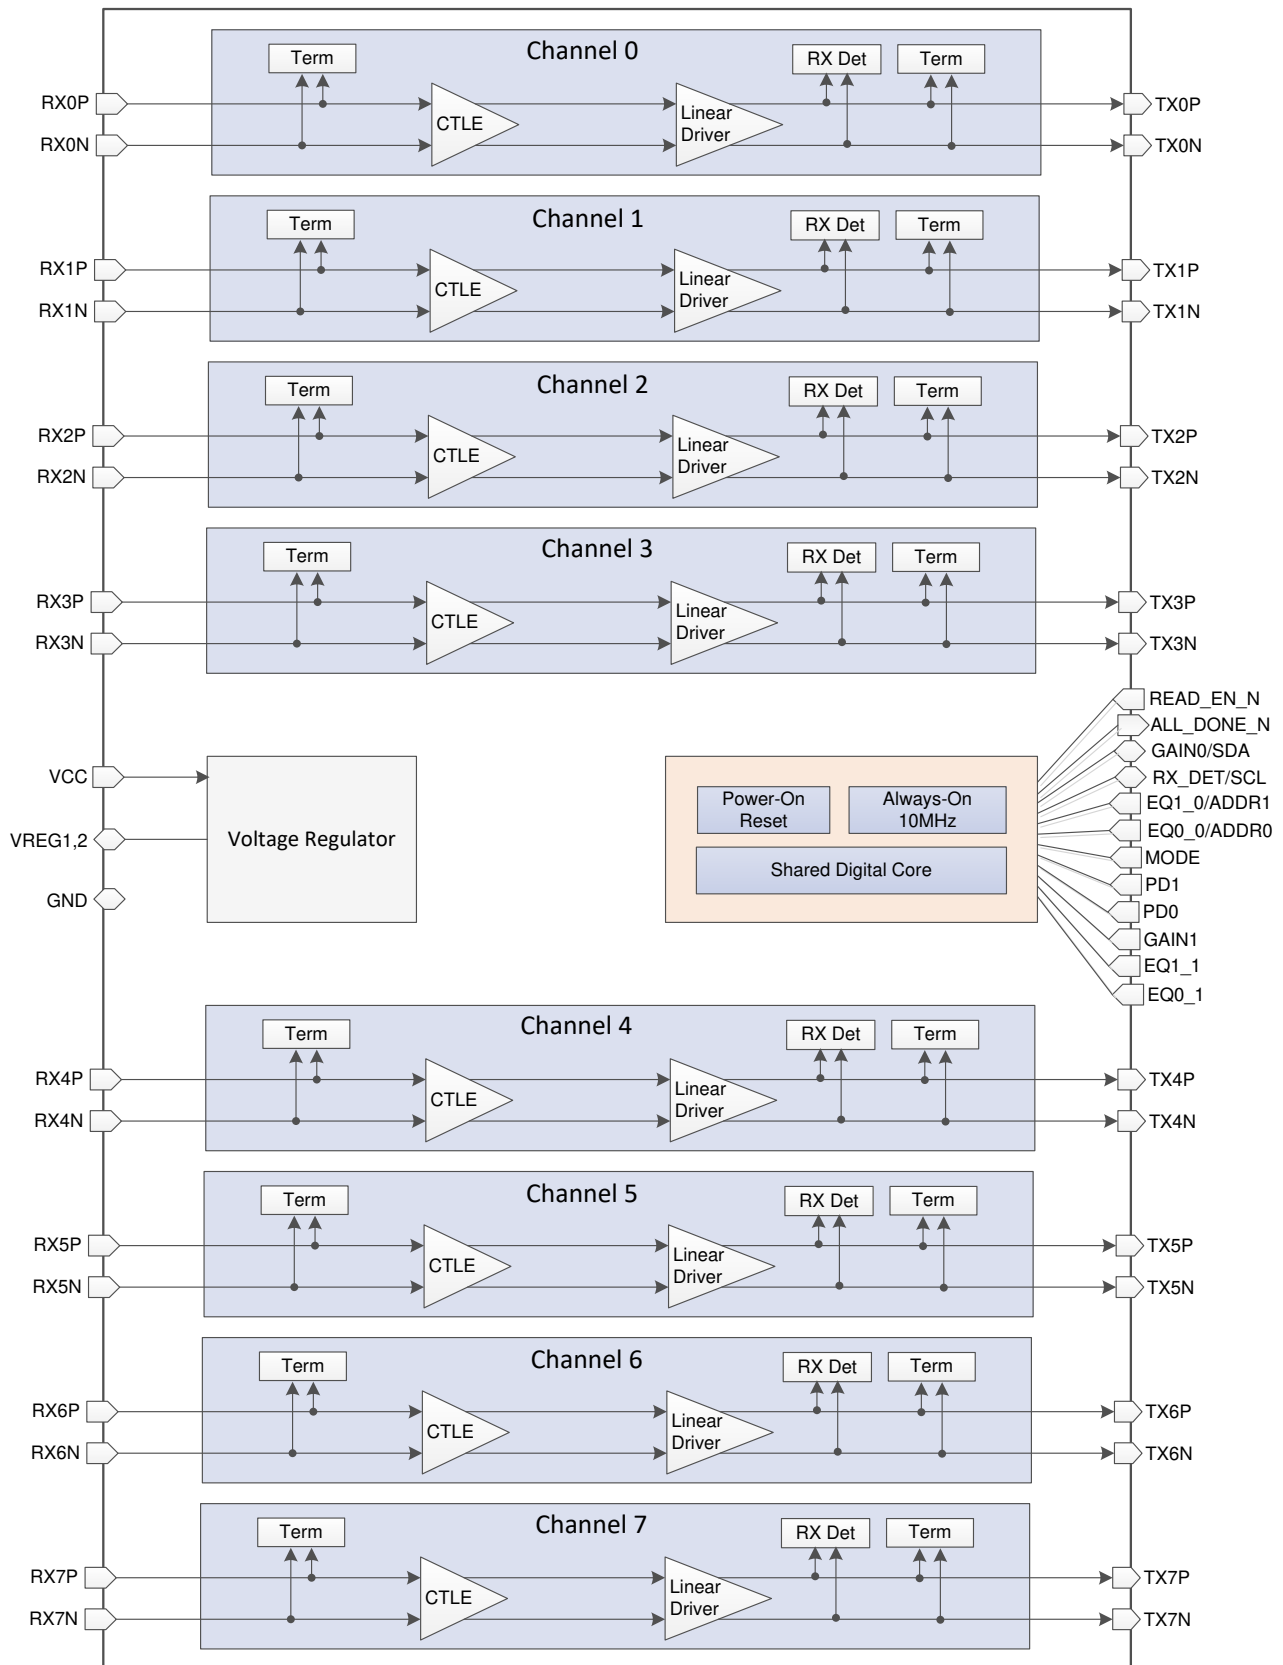 Channel 0
Term
RX Det
Term
RX0P
CTLE
Linear
Driver
TX0P
RX0N
TX0N
Channel 1
Term
RX Det
Term
RX1P
CTLE
Linear
Driver
TX1P
RX1N
TX1N
Channel 2
Term
RX Det
Term
RX2P
CTLE
Linear
Driver
TX2P
RX2N
TX2N
Channel 3
Term
RX Det
Term
RX3P
CTLE
Linear
Driver
TX3P
RX3N
TX3N
VCC
VREG1,2
GND
Voltage Regulator
Power-On
Reset
Always-On
10MHz
Shared Digital Core
READ_EN_N
ALL_DONE_N
GAIN0/SDA
RX_DET/SCL
EQ1_0/ADDR1
EQ0_0/ADDR0
MODE
PD1
PD0
GAIN1
EQ1_1
EQ0_1
Channel 4
Term
RX Det
Term
RX4P
CTLE
Linear
Driver
TX4P
RX4N
TX4N
Channel 5
Term
RX Det
Term
RX5P
CTLE
Linear
Driver
TX5P
RX5N
TX5N
Channel 6
Term
RX Det
Term
RX6P
CTLE
Linear
Driver
TX6P
RX6N
TX6N
Channel 7
Term
RX Det
Term
RX7P
CTLE
Linear
Driver
TX7P
RX7N
TX7N